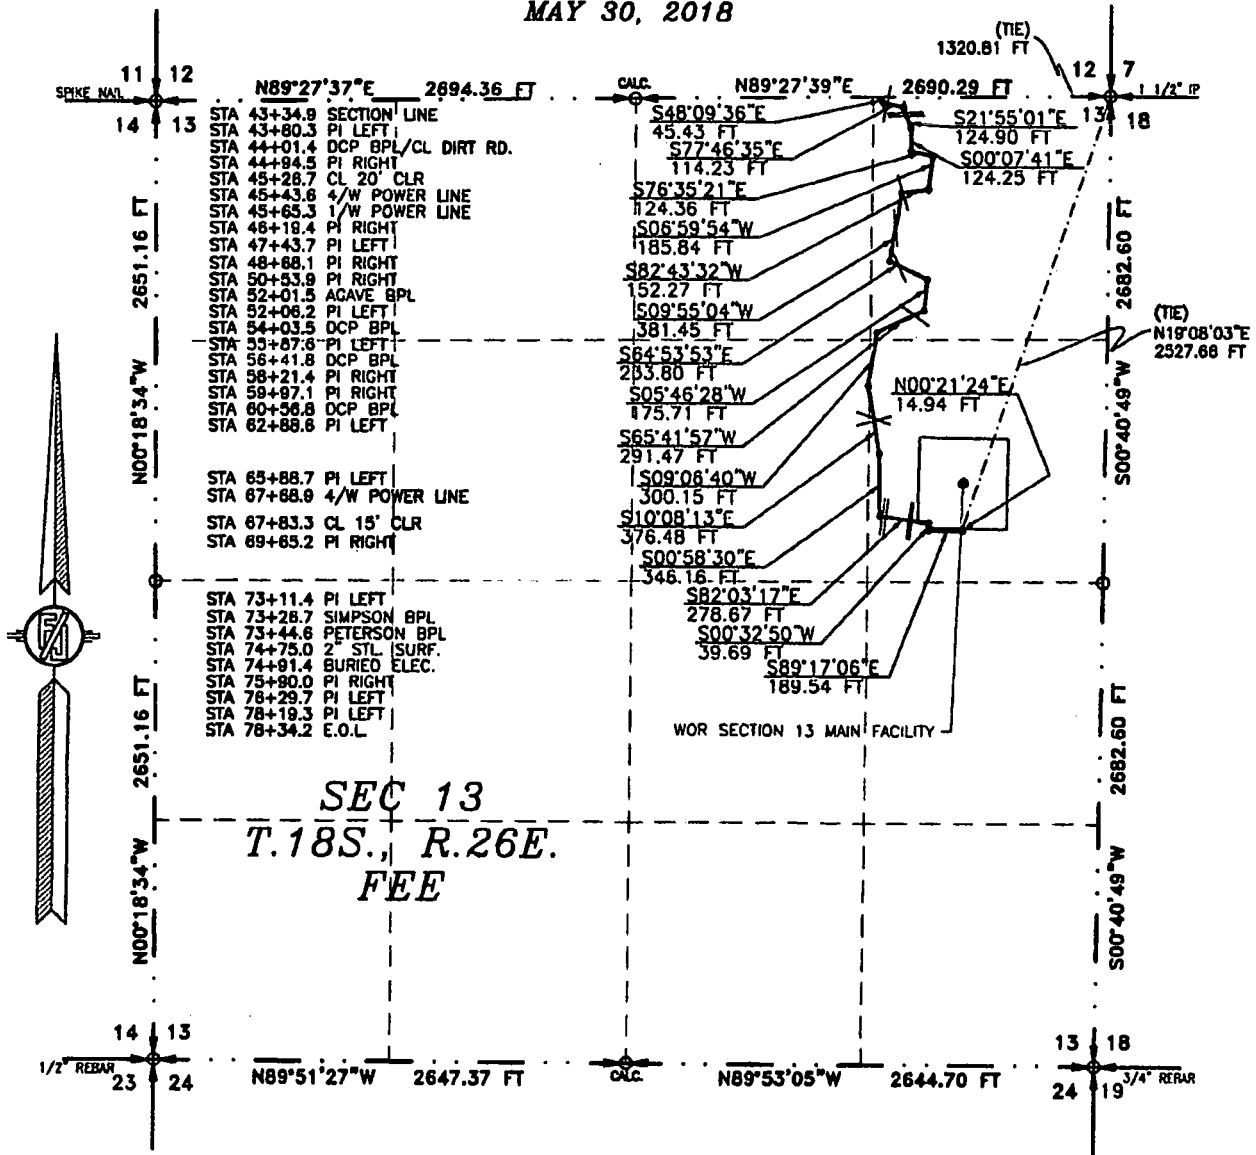 MAY 30, 2018
(TIE)
1320.81 FT
11 12
SPIKE NAIL
14 13
N89°27'37"E 2694.36 FT
CALC.
N89°27'39"E 2690.29 FT
12 7
1 1/2" IP
13 18
STA 43+34.9 SECTION LINE
STA 43+80.3 PI LEFT
STA 44+01.4 DCP BPL/CL DIRT RD.
STA 44+94.5 PI RIGHT
STA 45+26.7 CL 20' CLR
STA 45+43.6 4/W POWER LINE
STA 45+65.3 1/W POWER LINE
STA 46+19.4 PI RIGHT
STA 47+43.7 PI LEFT
STA 48+68.1 PI RIGHT
STA 50+53.9 PI RIGHT
STA 52+01.5 AGAVE BPL
STA 52+06.2 PI LEFT
STA 54+03.5 DCP BPL
STA 55+87.6 PI LEFT
STA 56+41.8 DCP BPL
STA 58+21.4 PI RIGHT
STA 59+97.1 PI RIGHT
STA 60+56.8 DCP BPL
STA 62+88.6 PI LEFT
STA 65+88.7 PI LEFT
STA 67+68.9 4/W POWER LINE
STA 67+83.3 CL 15' CLR
STA 69+65.2 PI RIGHT
STA 73+11.4 PI LEFT
STA 73+26.7 SIMPSON BPL
STA 73+44.6 PETERSON BPL
STA 74+75.0 2" STL SURF.
STA 74+91.4 BURIED ELEC.
STA 75+90.0 PI RIGHT
STA 76+29.7 PI LEFT
STA 78+19.3 PI LEFT
STA 78+34.2 E.O.L
S48°09'36"E
45.43 FT
S77°46'35"E
114.23 FT
S21°55'01"E
124.90 FT
S00°07'41"E
124.25 FT
S76°35'21"E
124.36 FT
S06°59'54"W
185.84 FT
S82°43'32"W
152.27 FT
S09°55'04"W
381.45 FT
S64°53'53"E
233.80 FT
S05°46'28"W
175.71 FT
S65°41'57"W
291.47 FT
S09°06'40"W
300.15 FT
S10°08'13"E
376.48 FT
S00°58'30"E
346.16 FT
S82°03'17"E
278.67 FT
S00°32'50"W
39.69 FT
S89°17'06"E
189.54 FT
N00°21'24"E
14.94 FT
(TIE)
N19°08'03"E
2527.66 FT
WOR SECTION 13 MAIN FACILITY
2651.16 FT
N00°18'34"W
2651.16 FT
N00°18'34"W
2682.60 FT
S00°40'49"W
2682.60 FT
S00°40'49"W
SEC 13
T.18S., R.26E.
FEE
14 13
1/2" REBAR
23 24
N89°51'27"W 2647.37 FT
CALC.
N89°53'05"W 2644.70 FT
13 18
3/4" REBAR
24 19